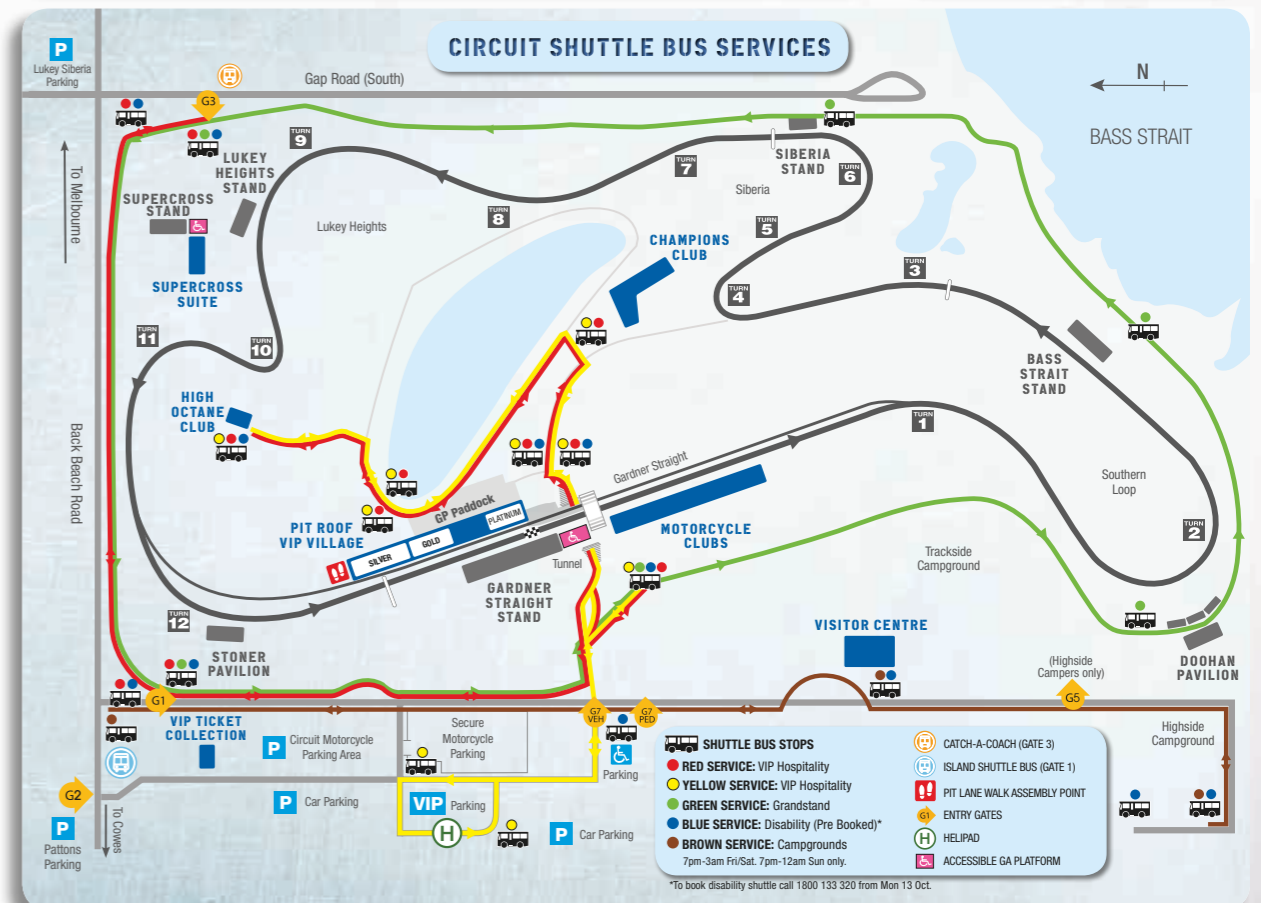 CIRCUIT SHUTTLE BUS SERVICES
P
Lukey Siberia
Parking
Gap Road (South)
N
BASS STRAIT
G3
To Melbourne
TURN
9
LUKEY
HEIGHTS
STAND
SUPERCROSS
STAND
SUPERCROSS
SUITE
Lukey Heights
TURN
8
TURN
7
SIBERIA
STAND
TURN
6
Siberia
TURN
5
CHAMPIONS
CLUB
TURN
4
TURN
3
TURN
11
TURN
10
BASS
STRAIT
STAND
HIGH
OCTANE
CLUB
TURN
1
Back Beach Road
Gardner Straight
Southern
Loop
GP Paddock
PIT ROOF
VIP VILLAGE
SILVER
GOLD
PLATINUM
MOTORCYCLE
CLUBS
TURN
2
Tunnel
GARDNER
STRAIGHT
STAND
Trackside
Campground
TURN
12
STONER
PAVILION
VISITOR CENTRE
DOOHAN
PAVILION
(Highside
Campers only)
G1
G5
G7
VEH
G7
PED
VIP TICKET
COLLECTION
P
Circuit Motorcycle
Parking Area
Secure
Motorcycle
Parking
Parking
Highside
Campground
G2
P
Car Parking
VIP
Parking
H
P
Car Parking
To Cowes
P
Pattons
Parking
SHUTTLE BUS STOPS
RED SERVICE: VIP Hospitality
YELLOW SERVICE: VIP Hospitality
GREEN SERVICE: Grandstand
BLUE SERVICE: Disability (Pre Booked)*
BROWN SERVICE: Campgrounds
7pm-3am Fri/Sat. 7pm-12am Sun only.
CATCH-A-COACH (GATE 3)
ISLAND SHUTTLE BUS (GATE 1)
PIT LANE WALK ASSEMBLY POINT
G1
ENTRY GATES
H
HELIPAD
ACCESSIBLE GA PLATFORM
*To book disability shuttle call 1800 133 320 from Mon 13 Oct.